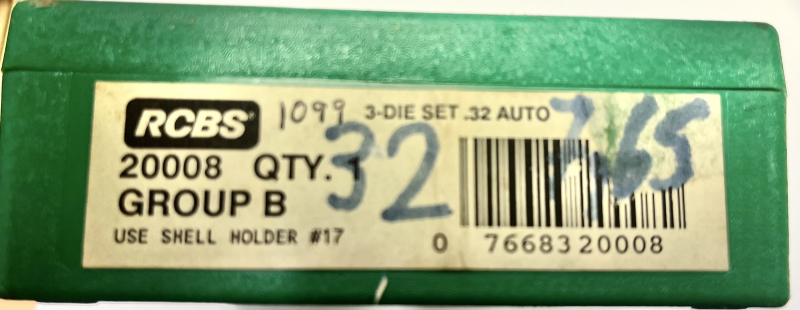 RCBS 1099 3-DIE SET .32 AUTO 7.65
20008 QTY. 1 32
GROUP B
USE SHELL HOLDER #17
0 76683 20008